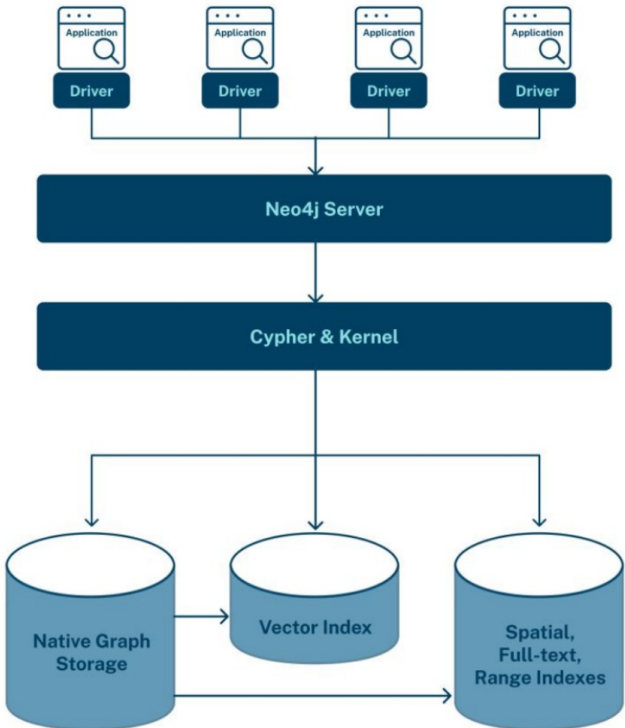 Application
Application
Application
Application
Driver
Driver
Driver
Driver
Neo4j Server
Cypher & Kernel
Native Graph
Storage
Vector Index
Spatial,
Full-text,
Range Indexes